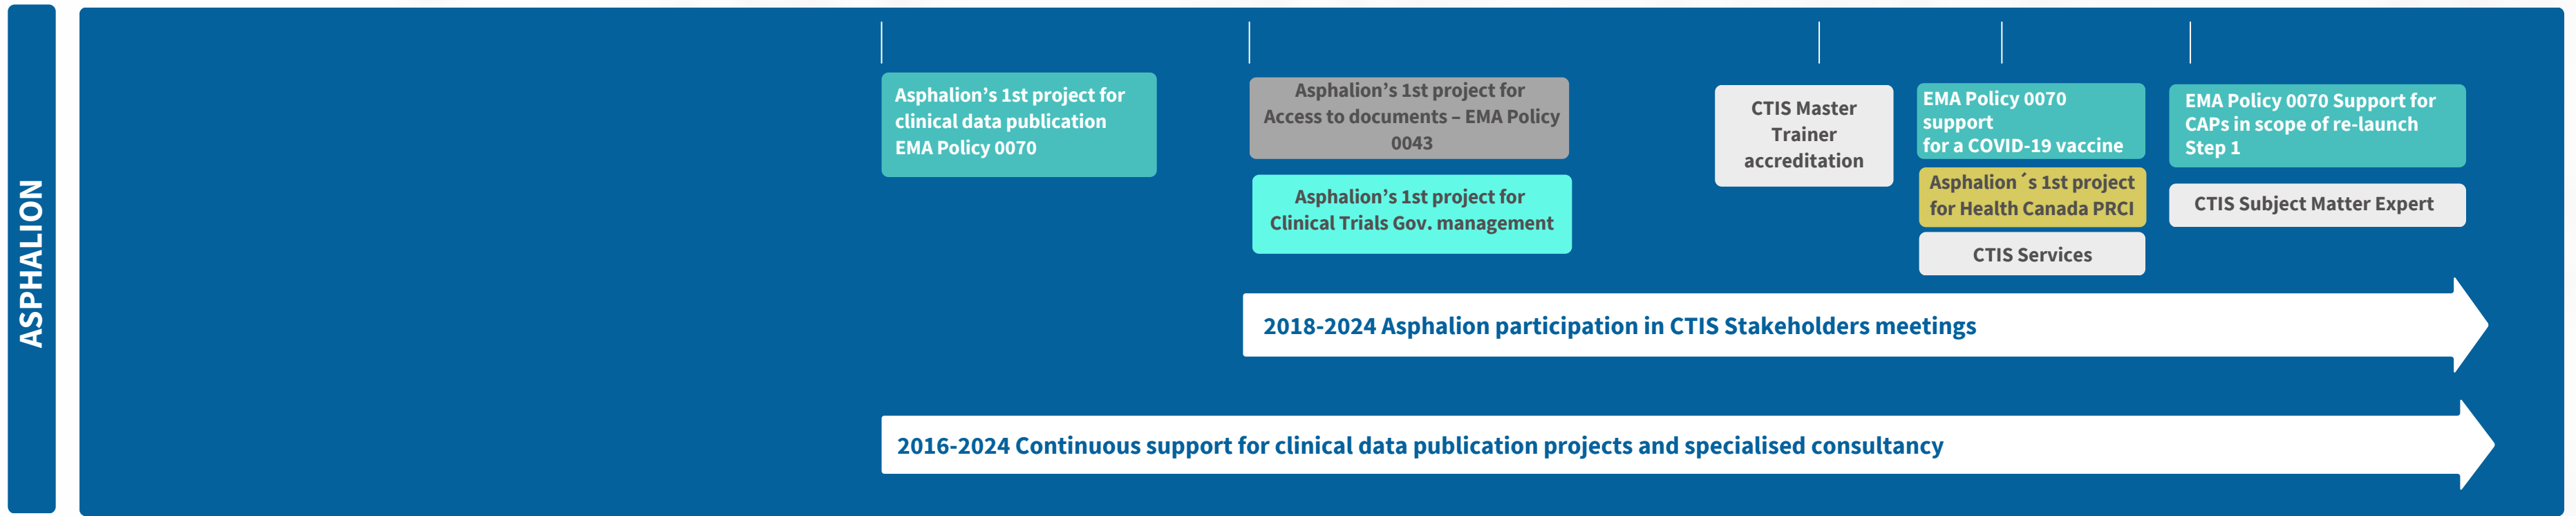 ASPHALION
Asphalion’s 1st project for
clinical data publication
EMA Policy 0070
Asphalion’s 1st project for
Access to documents – EMA Policy
0043
Asphalion’s 1st project for
Clinical Trials Gov. management
CTIS Master
Trainer
accreditation
EMA Policy 0070
support
for a COVID-19 vaccine
Asphalion´s 1st project
for Health Canada PRCI
CTIS Services
EMA Policy 0070 Support for
CAPs in scope of re-launch
Step 1
CTIS Subject Matter Expert
2018-2024 Asphalion participation in CTIS Stakeholders meetings
2016-2024 Continuous support for clinical data publication projects and specialised consultancy